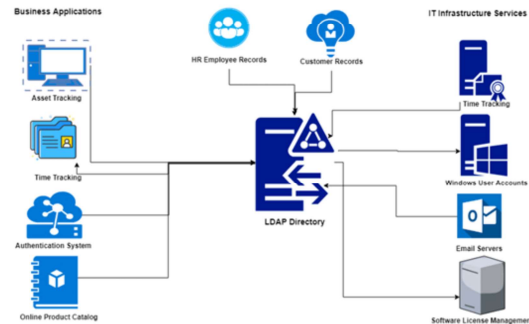 Business Applications
IT Infrastructure Services
HR Employee Records
Customer Records
Asset Tracking
Time Tracking
Time Tracking
Windows User Accounts
LDAP Directory
Authentication System
Email Servers
Online Product Catalog
Software License Managemen